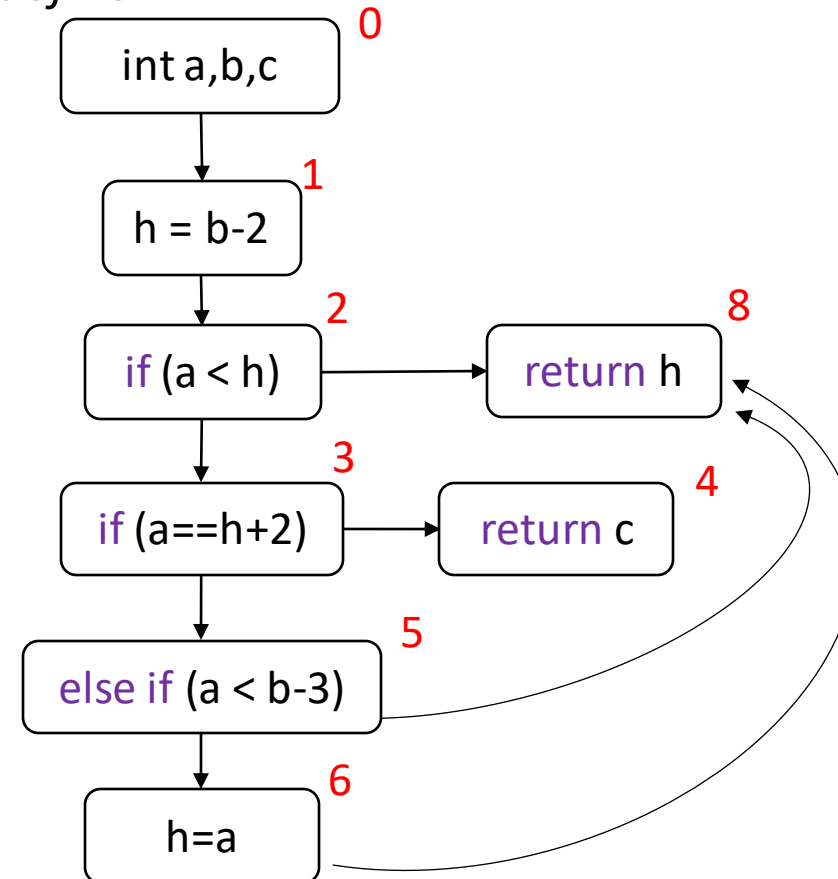 0
int a,b,c
1
h = b-2
2
if (a < h)
8
return h
3
if (a==h+2)
4
return c
5
else if (a < b-3)
6
h=a